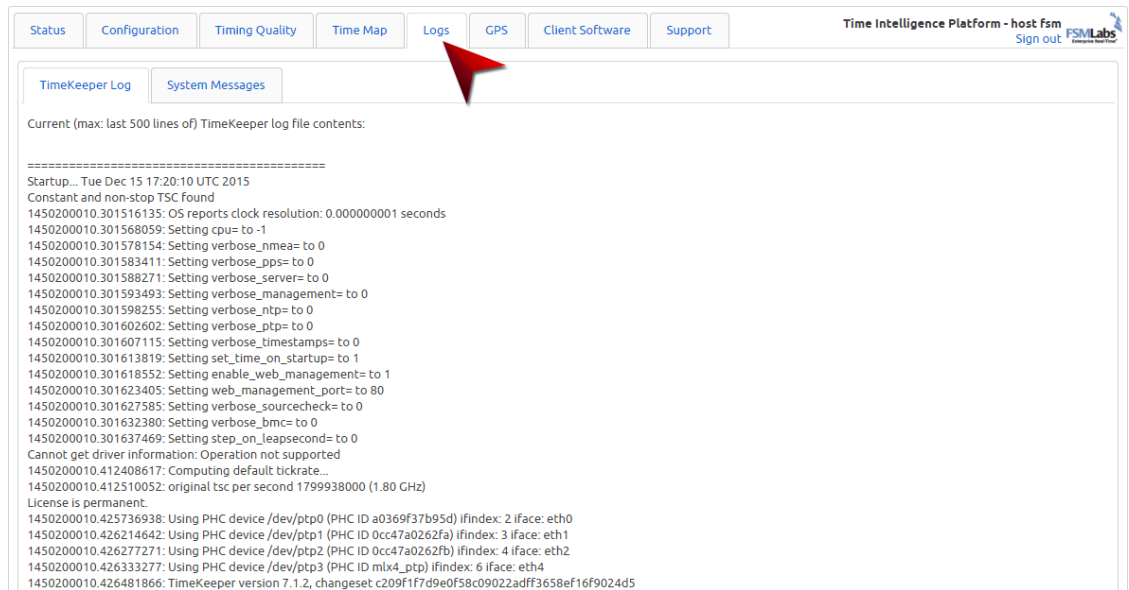 Status
Configuration
Timing Quality
Time Map
Logs
GPS
Client Software
Support
Time Intelligence Platform - host fsm
Sign out
FSMLabs
Enterprise Real Time
TimeKeeper Log
System Messages
Current (max: last 500 lines of) TimeKeeper log file contents:
===========================================
Startup... Tue Dec 15 17:20:10 UTC 2015
Constant and non-stop TSC found
1450200010.301516135: OS reports clock resolution: 0.000000001 seconds
1450200010.301568059: Setting cpu= to -1
1450200010.301578154: Setting verbose_nmea= to 0
1450200010.301583411: Setting verbose_pps= to 0
1450200010.301588271: Setting verbose_server= to 0
1450200010.301593493: Setting verbose_management= to 0
1450200010.301598255: Setting verbose_ntp= to 0
1450200010.301602602: Setting verbose_ptp= to 0
1450200010.301607115: Setting verbose_timestamps= to 0
1450200010.301613819: Setting set_time_on_startup= to 1
1450200010.301618552: Setting enable_web_management= to 1
1450200010.301623405: Setting web_management_port= to 80
1450200010.301627585: Setting verbose_sourcecheck= to 0
1450200010.301632380: Setting verbose_bmc= to 0
1450200010.301637469: Setting step_on_leapsecond= to 0
Cannot get driver information: Operation not supported
1450200010.412408617: Computing default tickrate...
1450200010.412510052: original tsc per second 1799938000 (1.80 GHz)
License is permanent.
1450200010.425736938: Using PHC device /dev/ptp0 (PHC ID a0369f37b95d) ifindex: 2 iface: eth0
1450200010.426214642: Using PHC device /dev/ptp1 (PHC ID 0cc47a0262fa) ifindex: 3 iface: eth1
1450200010.426277271: Using PHC device /dev/ptp2 (PHC ID 0cc47a0262fb) ifindex: 4 iface: eth2
1450200010.426333277: Using PHC device /dev/ptp3 (PHC ID mlx4_ptp) ifindex: 6 iface: eth4
1450200010.426481866: TimeKeeper version 7.1.2, changeset c209f1f7d9e0f58c09022adff3658ef16f9024d5